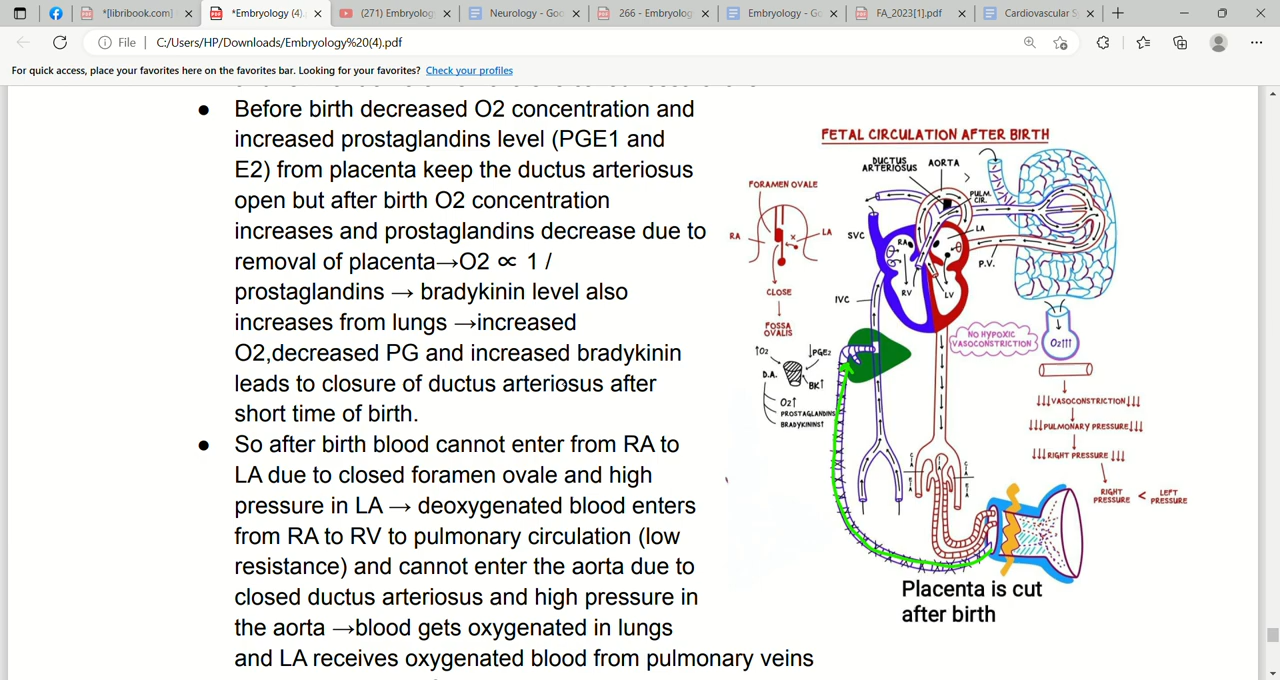 *[libribook.com]
*Embryology (4).
(271) Embryolog
Neurology - Goo
266 - Embryolog
Embryology - Go
FA_2023[1].pdf
Cardiovascular S
File
C:/Users/HP/Downloads/Embryology%20(4).pdf
For quick access, place your favorites here on the favorites bar. Looking for your favorites? Check your profiles
● Before birth decreased O2 concentration and
increased prostaglandins level (PGE1 and
E2) from placenta keep the ductus arteriosus
open but after birth O2 concentration
increases and prostaglandins decrease due to
removal of placenta→O2 ∝ 1 /
prostaglandins → bradykinin level also
increases from lungs →increased
O2,decreased PG and increased bradykinin
leads to closure of ductus arteriosus after
short time of birth.
● So after birth blood cannot enter from RA to
LA due to closed foramen ovale and high
pressure in LA → deoxygenated blood enters
from RA to RV to pulmonary circulation (low
resistance) and cannot enter the aorta due to
closed ductus arteriosus and high pressure in
the aorta →blood gets oxygenated in lungs
and LA receives oxygenated blood from pulmonary veins
FETAL CIRCULATION AFTER BIRTH
DUCTUS
ARTERIOSUS
AORTA
FORAMEN OVALE
PULM.
CIR.
RA
LA
SVC
RA
LA
P.V.
CLOSE
RV
LV
IVC
FOSSA
OVALIS
NO HYPOXIC
VASOCONSTRICTION
O2↑↑↑
↑O2
↓PGE2
D.A.
BK↑
O2↑
PROSTAGLANDINS
BRADYKININS↑
↓↓↓VASOCONSTRICTION↓↓↓
↓↓↓PULMONARY PRESSURE↓↓↓
↓↓↓RIGHT PRESSURE ↓↓↓
RIGHT
PRESSURE < LEFT
PRESSURE
Placenta is cut
after birth